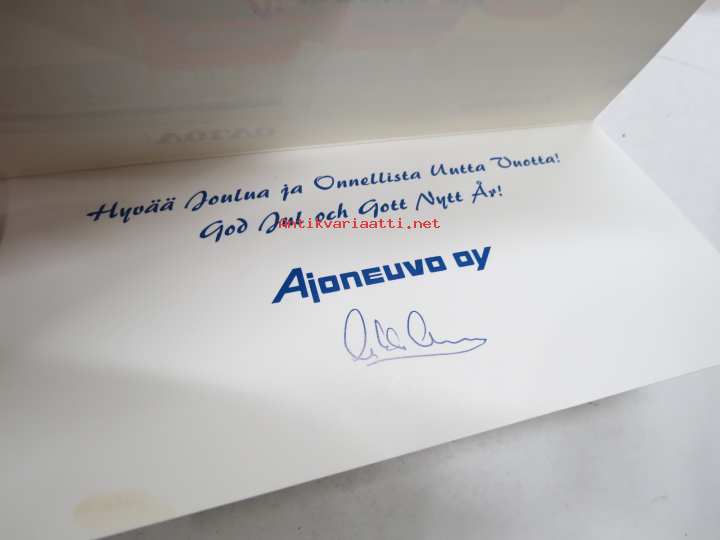 Hyvää Joulua ja Onnellista Uutta Vuotta!
God Jul och Gott Nytt År!
Antikvariaatti.net
Ajoneuvo oy